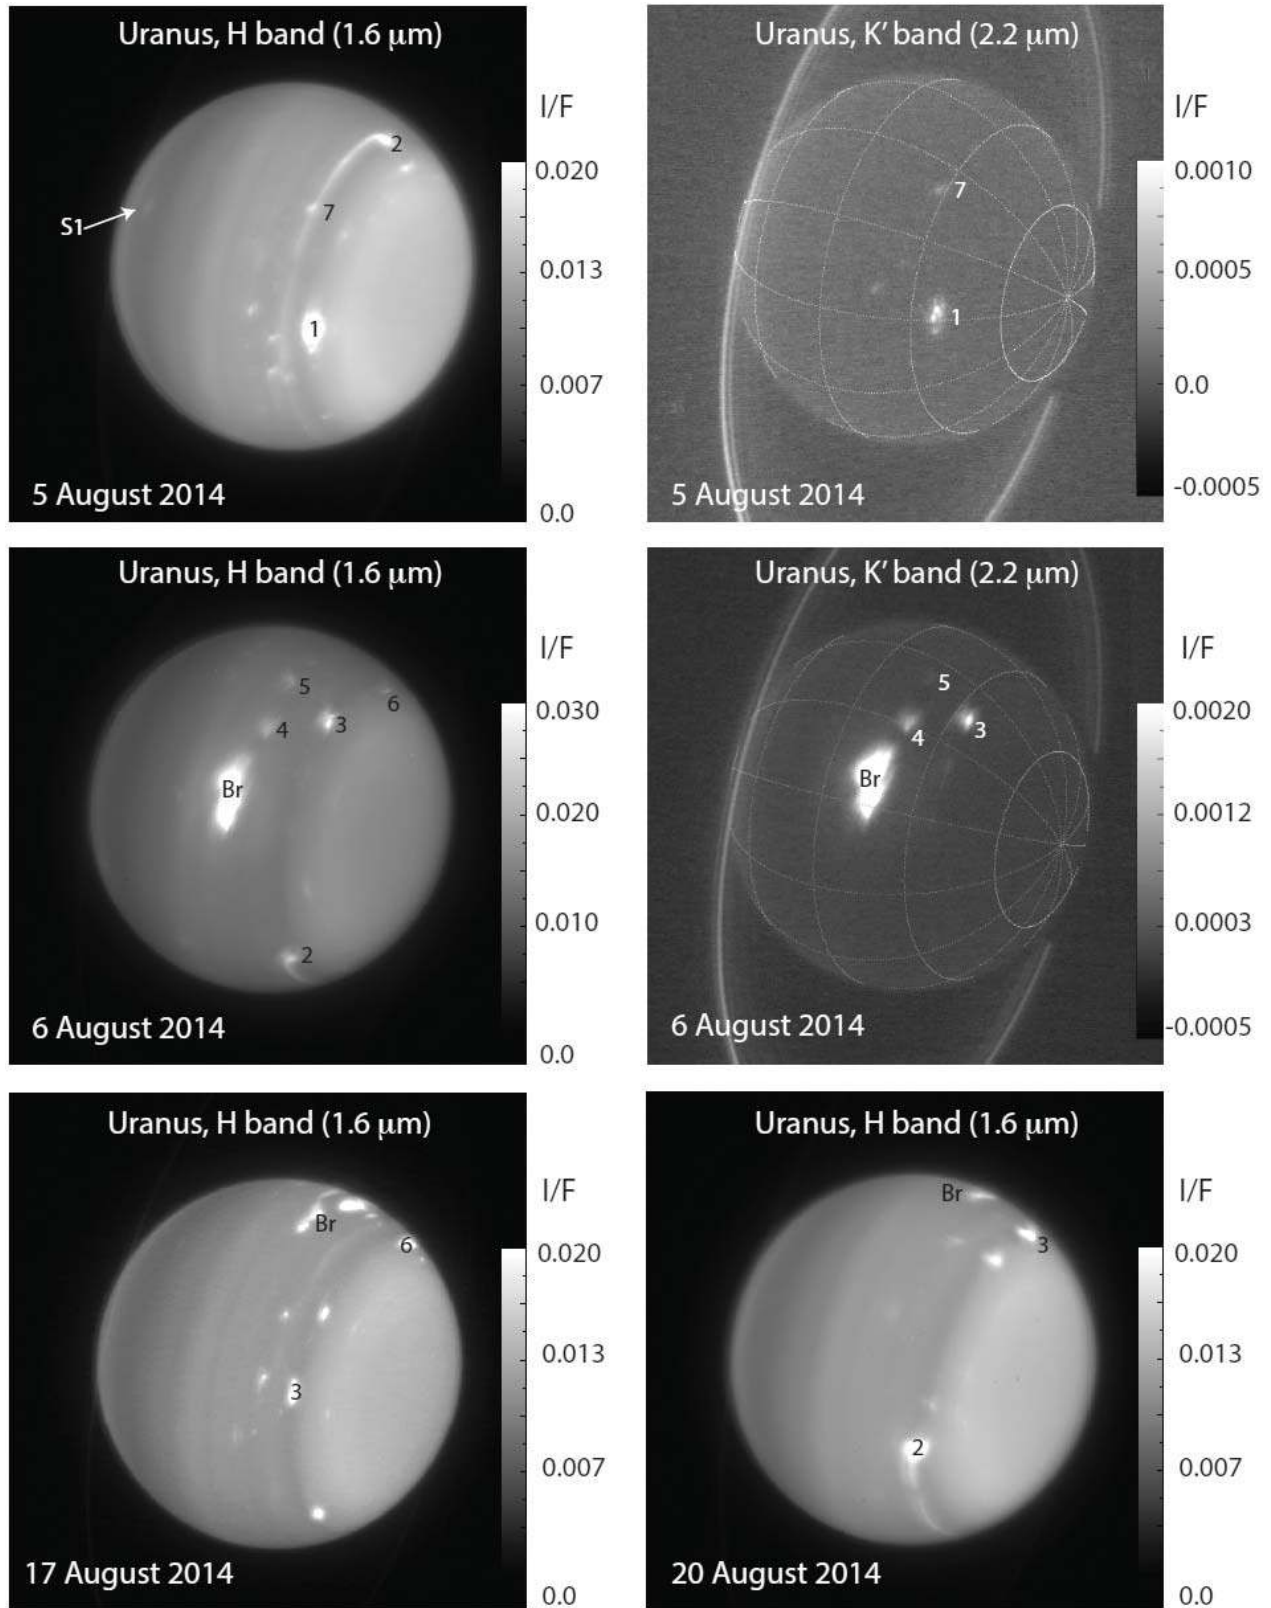 Uranus, H band (1.6 μm)
S1
2
7
1
5 August 2014
I/F
0.020
0.013
0.007
0.0
Uranus, K' band (2.2 μm)
7
1
5 August 2014
I/F
0.0010
0.0005
0.0
-0.0005
Uranus, H band (1.6 μm)
5
6
4
3
Br
2
6 August 2014
I/F
0.030
0.020
0.010
0.0
Uranus, K' band (2.2 μm)
5
4
3
Br
6 August 2014
I/F
0.0020
0.0012
0.0003
-0.0005
Uranus, H band (1.6 μm)
Br
6
3
17 August 2014
I/F
0.020
0.013
0.007
0.0
Uranus, H band (1.6 μm)
Br
3
2
20 August 2014
I/F
0.020
0.013
0.007
0.0